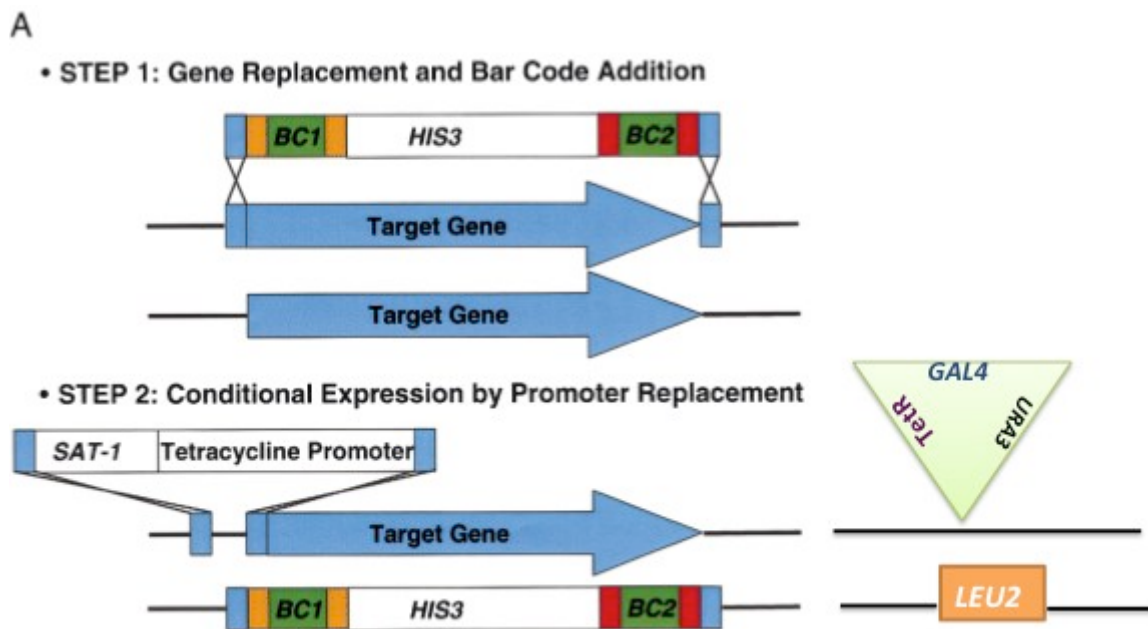 A
• STEP 1: Gene Replacement and Bar Code Addition
BC1 HIS3 BC2
Target Gene
Target Gene
• STEP 2: Conditional Expression by Promoter Replacement
SAT-1 Tetracycline Promoter
Target Gene
BC1 HIS3 BC2
GAL4
TetR
URA3
LEU2